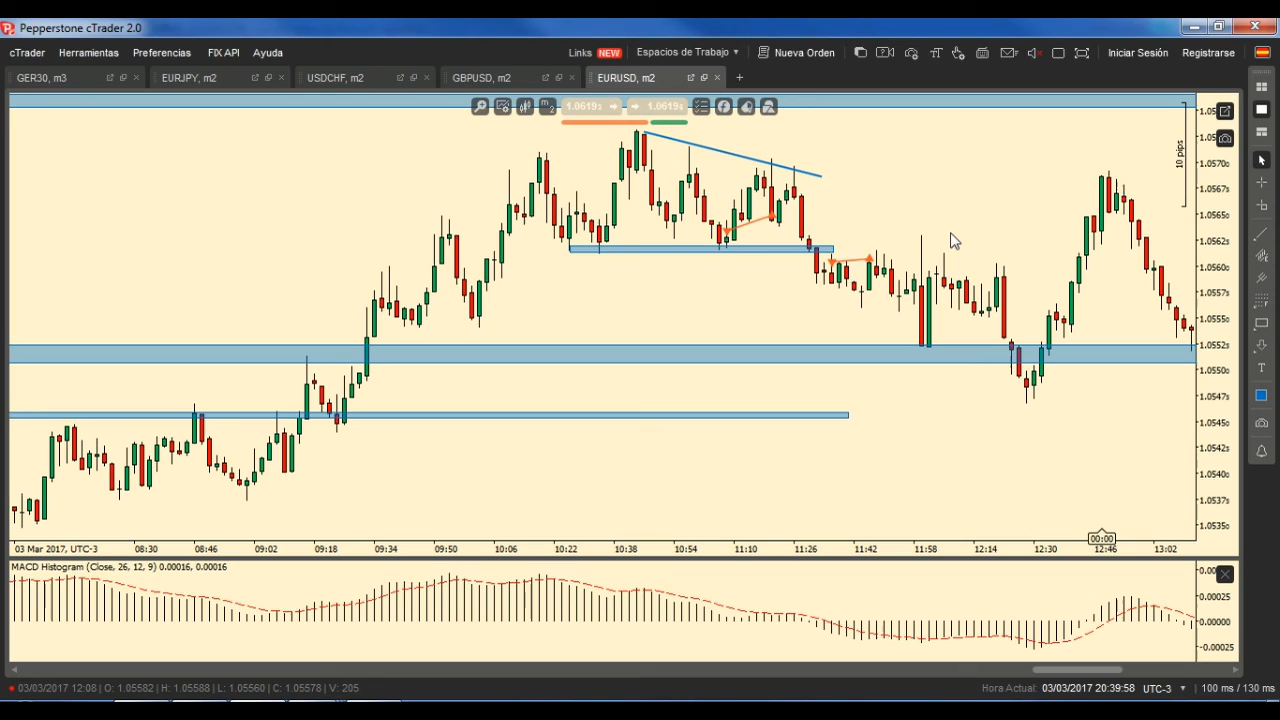 Pepperstone cTrader 2.0
cTrader Herramientas Preferencias FIX API Ayuda Links NEW Espacios de Trabajo Nueva Orden Iniciar Sesión Registrarse
GER30, m3 EURJPY, m2 USDCHF, m2 GBPUSD, m2 EURUSD, m2
m2 1.06193 1.06195
10 pips
1.0570
1.0567
1.0565
1.0562
1.0560
1.0557
1.0555
1.0552
1.0550
1.0547
1.0545
1.0542
1.0540
1.0537
1.0535
00:00
03 Mar 2017, UTC-3 08:30 08:46 09:02 09:18 09:34 09:50 10:06 10:22 10:38 10:54 11:10 11:26 11:42 11:58 12:14 12:30 12:46 13:02
MACD Histogram (Close, 26, 12, 9) 0.00016, 0.00016
0.00025
0.00000
-0.00025
03/03/2017 12:08 | O: 1.05582 | H: 1.05588 | L: 1.05560 | C: 1.05578 | V: 205 Hora Actual: 03/03/2017 20:39:58 UTC-3 100 ms / 130 ms